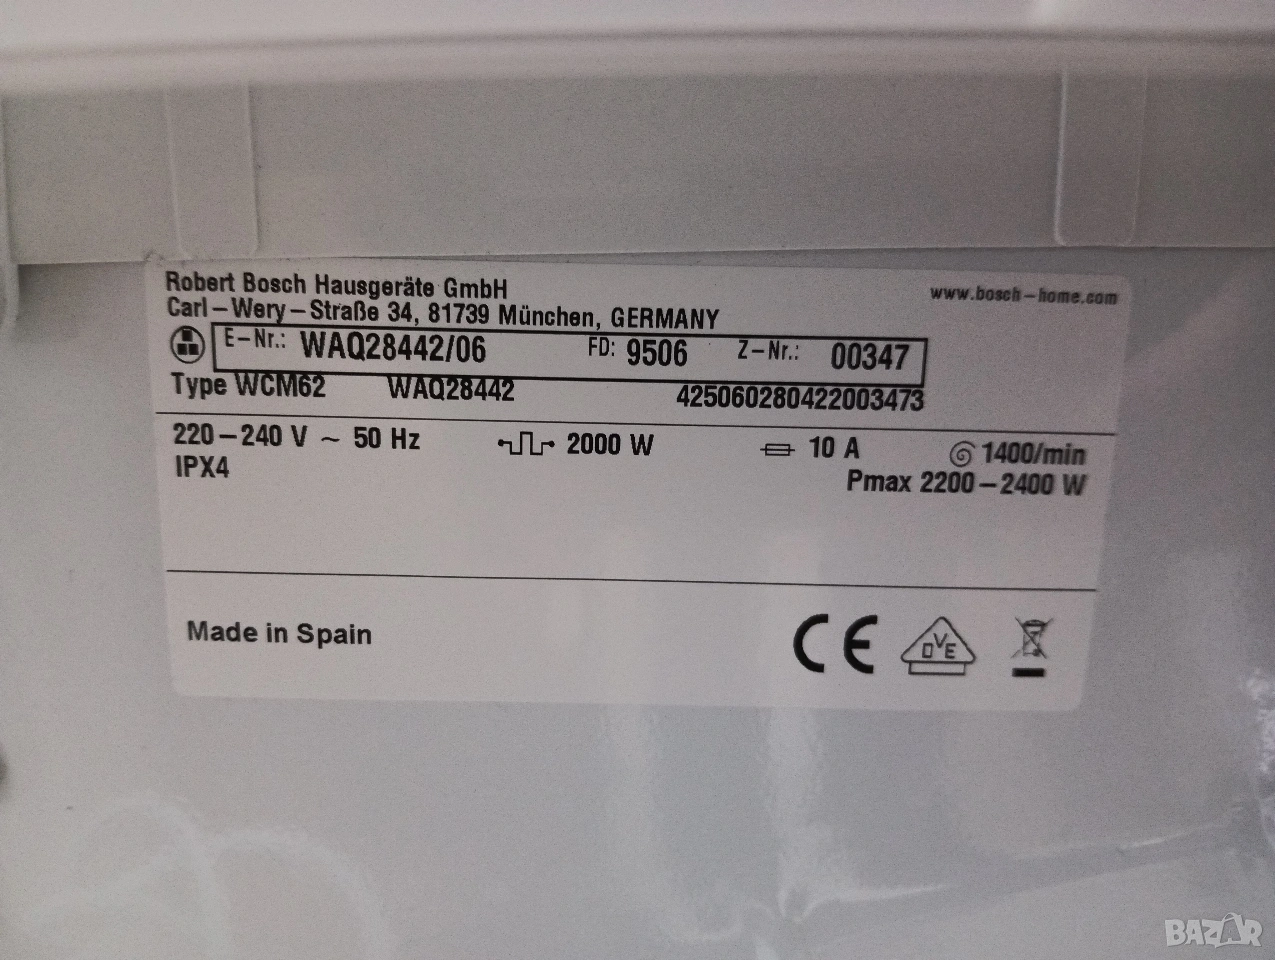 Robert Bosch Hausgeräte GmbH
www.bosch-home.com
Carl-Wery-Straße 34, 81739 München, GERMANY
E-Nr.: WAQ28442/06 FD: 9506 Z-Nr.: 00347
Type WCM62 WAQ28442 425060280422003473
220-240 V ~ 50 Hz 2000 W 10 A 1400/min
IPX4 Pmax 2200-2400 W
Made in Spain CE DVE
BAZAR